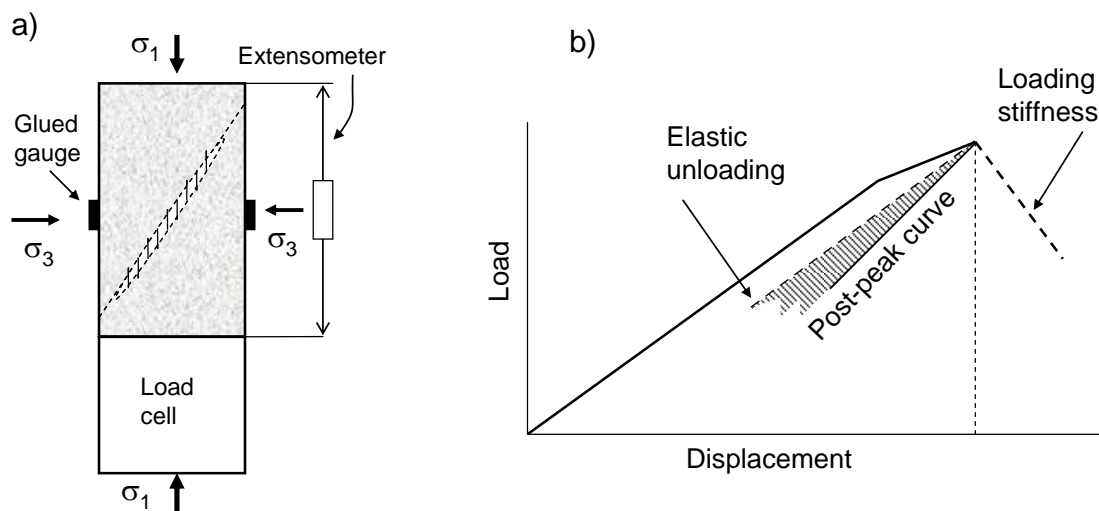 a)
σ1
Extensometer
Glued
gauge
σ3
σ3
Load
cell
σ1
b)
Loading
stiffness
Elastic
unloading
Post-peak curve
Load
Displacement